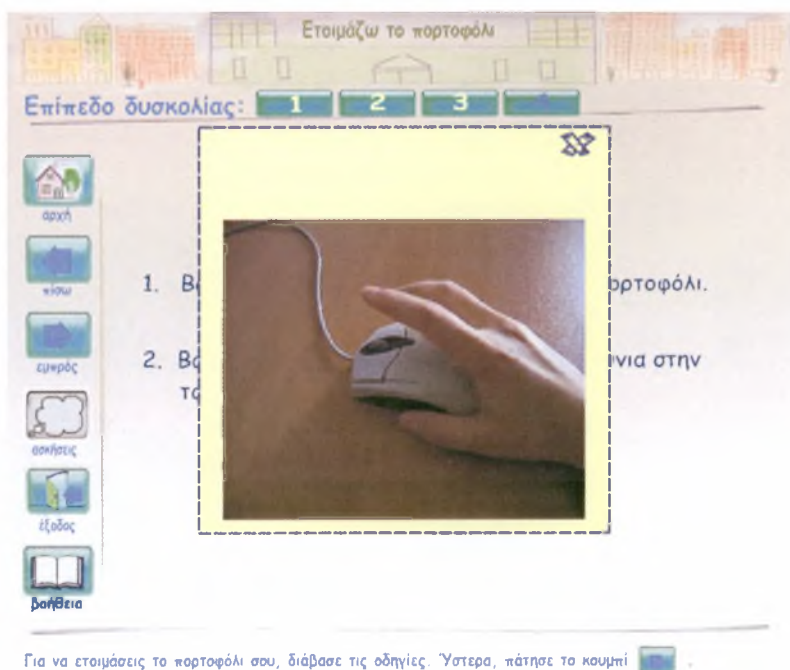 Ετοιμάζω το πορτοφόλι
Επίπεδο δυσκολίας: 1 2 3
αρχή
πίσω
1. ορτοφόλι.
εμπρός
2. νια στην
ασκήσεις
έξοδος
βοήθεια
Για να ετοιμάσεις το πορτοφόλι σου, διάβασε τις οδηγίες. Ύστερα, πάτησε το κουμπί .